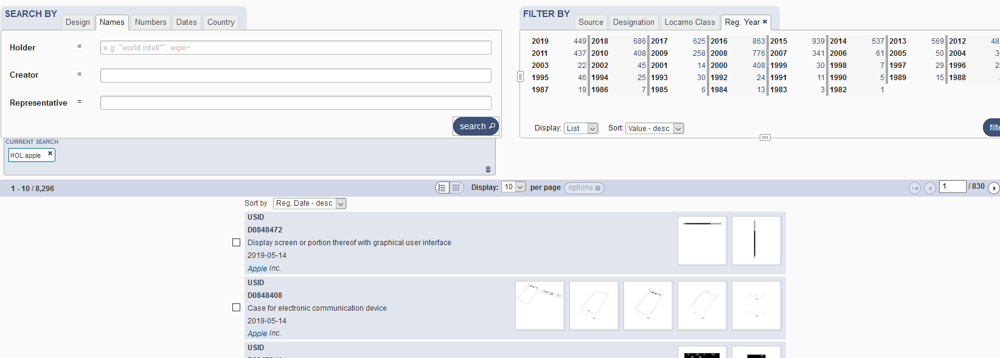 SEARCH BY
Design Names Numbers Dates Country
Holder = e.g. "world intell*", wipo~
Creator =
Representative =
search
CURRENT SEARCH
HOL:apple
FILTER BY
Source Designation Locarno Class Reg. Year
2019 449 2018 686 2017 625 2016 863 2015 939 2014 537 2013 569 2012
2011 437 2010 408 2009 258 2008 776 2007 341 2006 61 2005 50 2004
2003 22 2002 45 2001 14 2000 408 1999 30 1998 7 1997 29 1996
1995 46 1994 25 1993 30 1992 24 1991 11 1990 5 1989 15 1988
1987 19 1986 7 1985 6 1984 13 1983 3 1982 1
Display: List Sort: Value - desc
1 - 10 / 8,296
Display: 10 per page options
1 / 830
Sort by Reg. Date - desc
USID
D0848472
Display screen or portion thereof with graphical user interface
2019-05-14
Apple Inc.
USID
D0848408
Case for electronic communication device
2019-05-14
Apple Inc.
USID